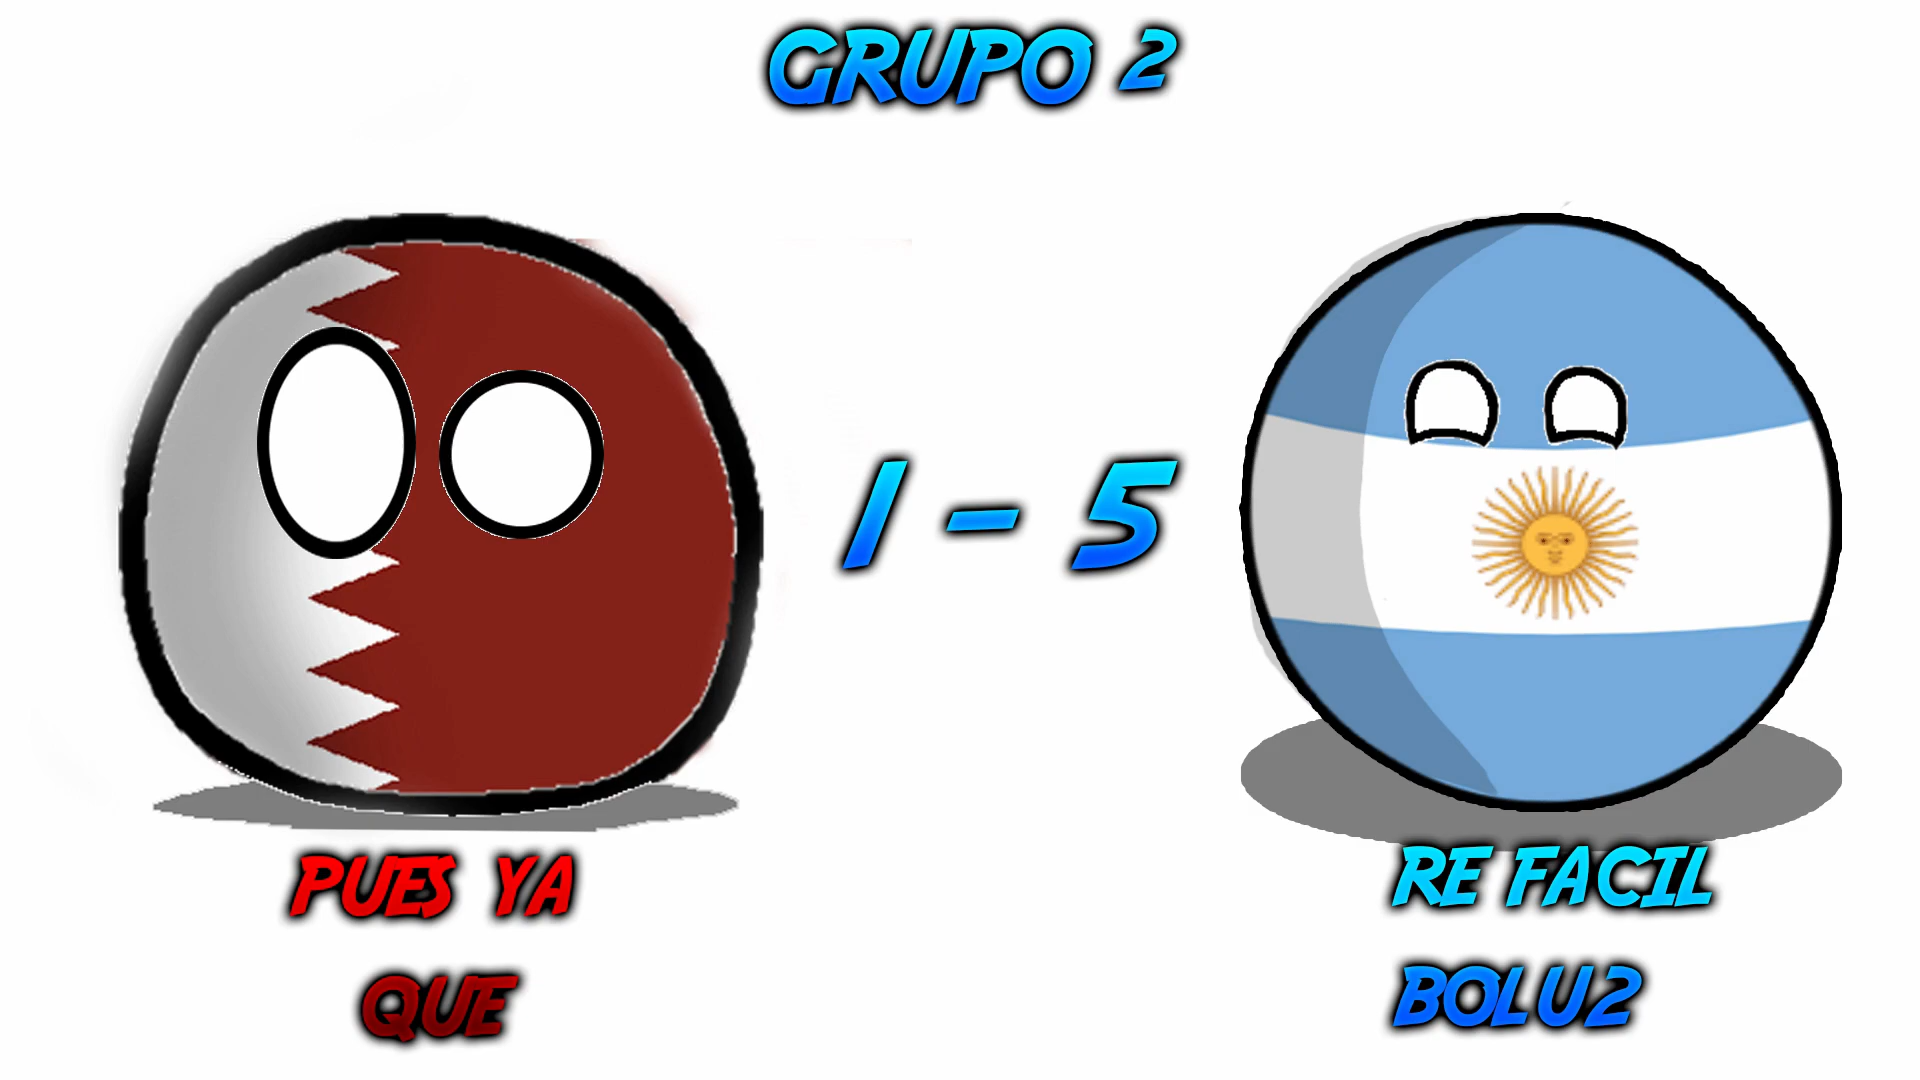 GRUPO 2
1 - 5
PUES YA
QUE
RE FACIL
BOLU2